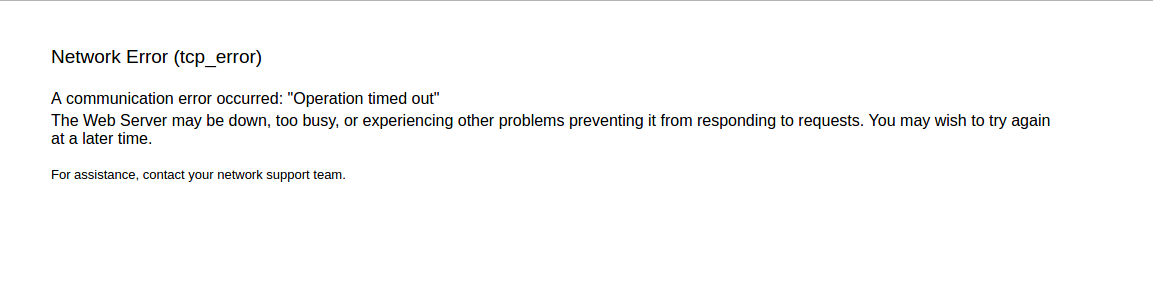 Network Error (tcp_error)
A communication error occurred: "Operation timed out"
The Web Server may be down, too busy, or experiencing other problems preventing it from responding to requests. You may wish to try again
at a later time.
For assistance, contact your network support team.